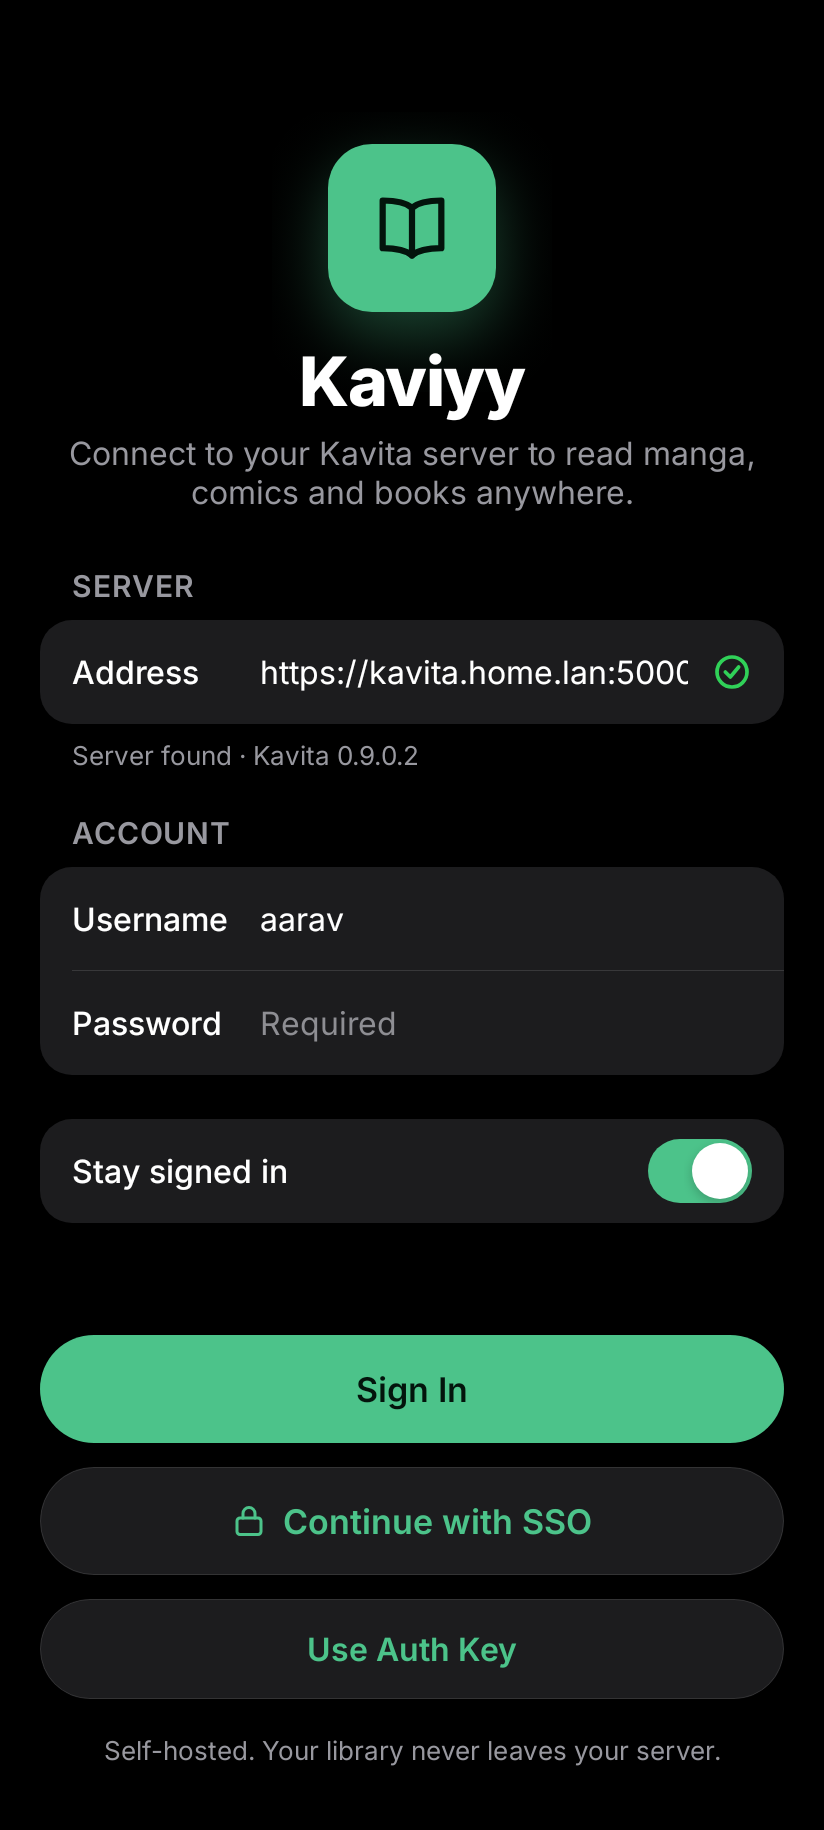 Kaviyy
Connect to your Kavita server to read manga,
comics and books anywhere.
SERVER
Address https://kavita.home.lan:5000
Server found · Kavita 0.9.0.2
ACCOUNT
Username aarav
Password Required
Stay signed in
Sign In
Continue with SSO
Use Auth Key
Self-hosted. Your library never leaves your server.